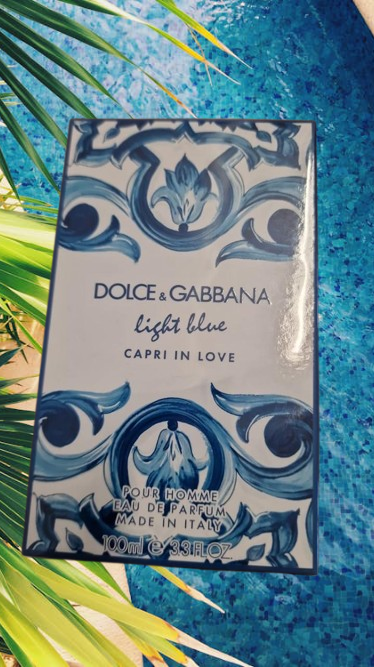 DOLCE & GABBANA
light blue
CAPRI IN LOVE
POUR HOMME
EAU DE PARFUM
MADE IN ITALY
100ml ℮ 3.3 FL.OZ.